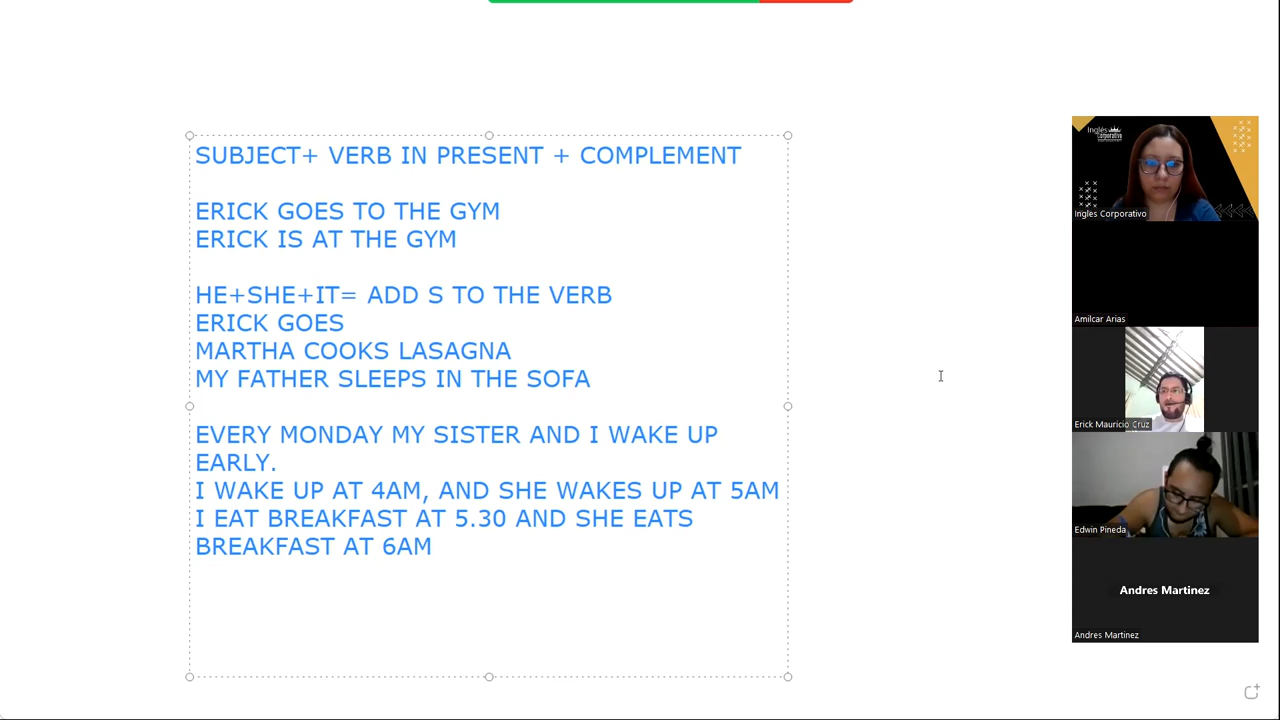 SUBJECT+ VERB IN PRESENT + COMPLEMENT
ERICK GOES TO THE GYM
ERICK IS AT THE GYM
HE+SHE+IT= ADD S TO THE VERB
ERICK GOES
MARTHA COOKS LASAGNA
MY FATHER SLEEPS IN THE SOFA
EVERY MONDAY MY SISTER AND I WAKE UP
EARLY.
I WAKE UP AT 4AM, AND SHE WAKES UP AT 5AM
I EAT BREAKFAST AT 5.30 AND SHE EATS
BREAKFAST AT 6AM
Inglés
Corporativo
Ingles Corporativo
Amilcar Arias
Erick Mauricio Cruz
Edwin Pineda
Andres Martinez
Andres Martinez